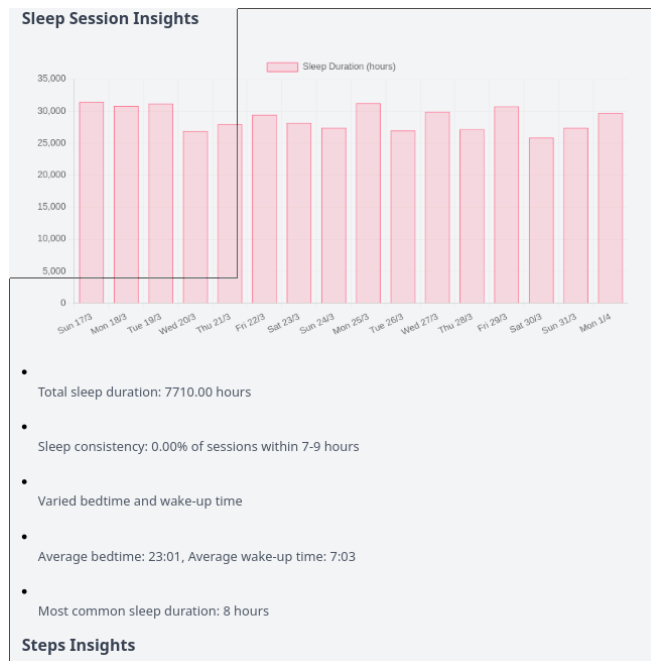 Sleep Session Insights
Sleep Duration (hours)
35,000
30,000
25,000
20,000
15,000
10,000
5,000
0
Sun 17/3
Mon 18/3
Tue 19/3
Wed 20/3
Thu 21/3
Fri 22/3
Sat 23/3
Sun 24/3
Mon 25/3
Tue 26/3
Wed 27/3
Thu 28/3
Fri 29/3
Sat 30/3
Sun 31/3
Mon 1/4
Total sleep duration: 7710.00 hours
Sleep consistency: 0.00% of sessions within 7-9 hours
Varied bedtime and wake-up time
Average bedtime: 23:01, Average wake-up time: 7:03
Most common sleep duration: 8 hours
Steps Insights